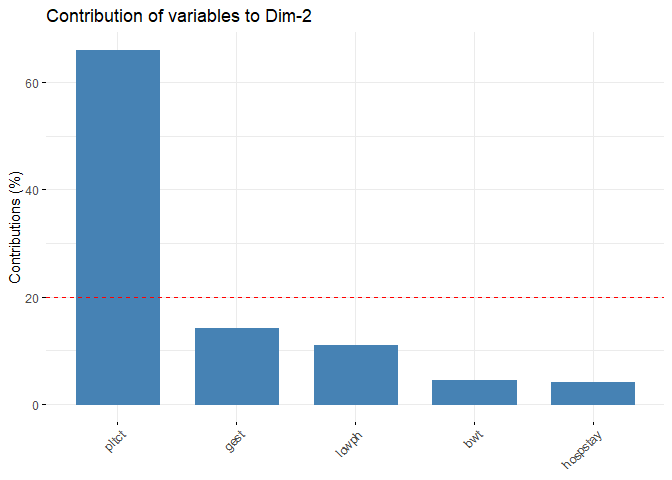 Contribution of variables to Dim-2
Contributions (%)
60
40
20
0
pltct
gest
lowph
bwt
hospstay